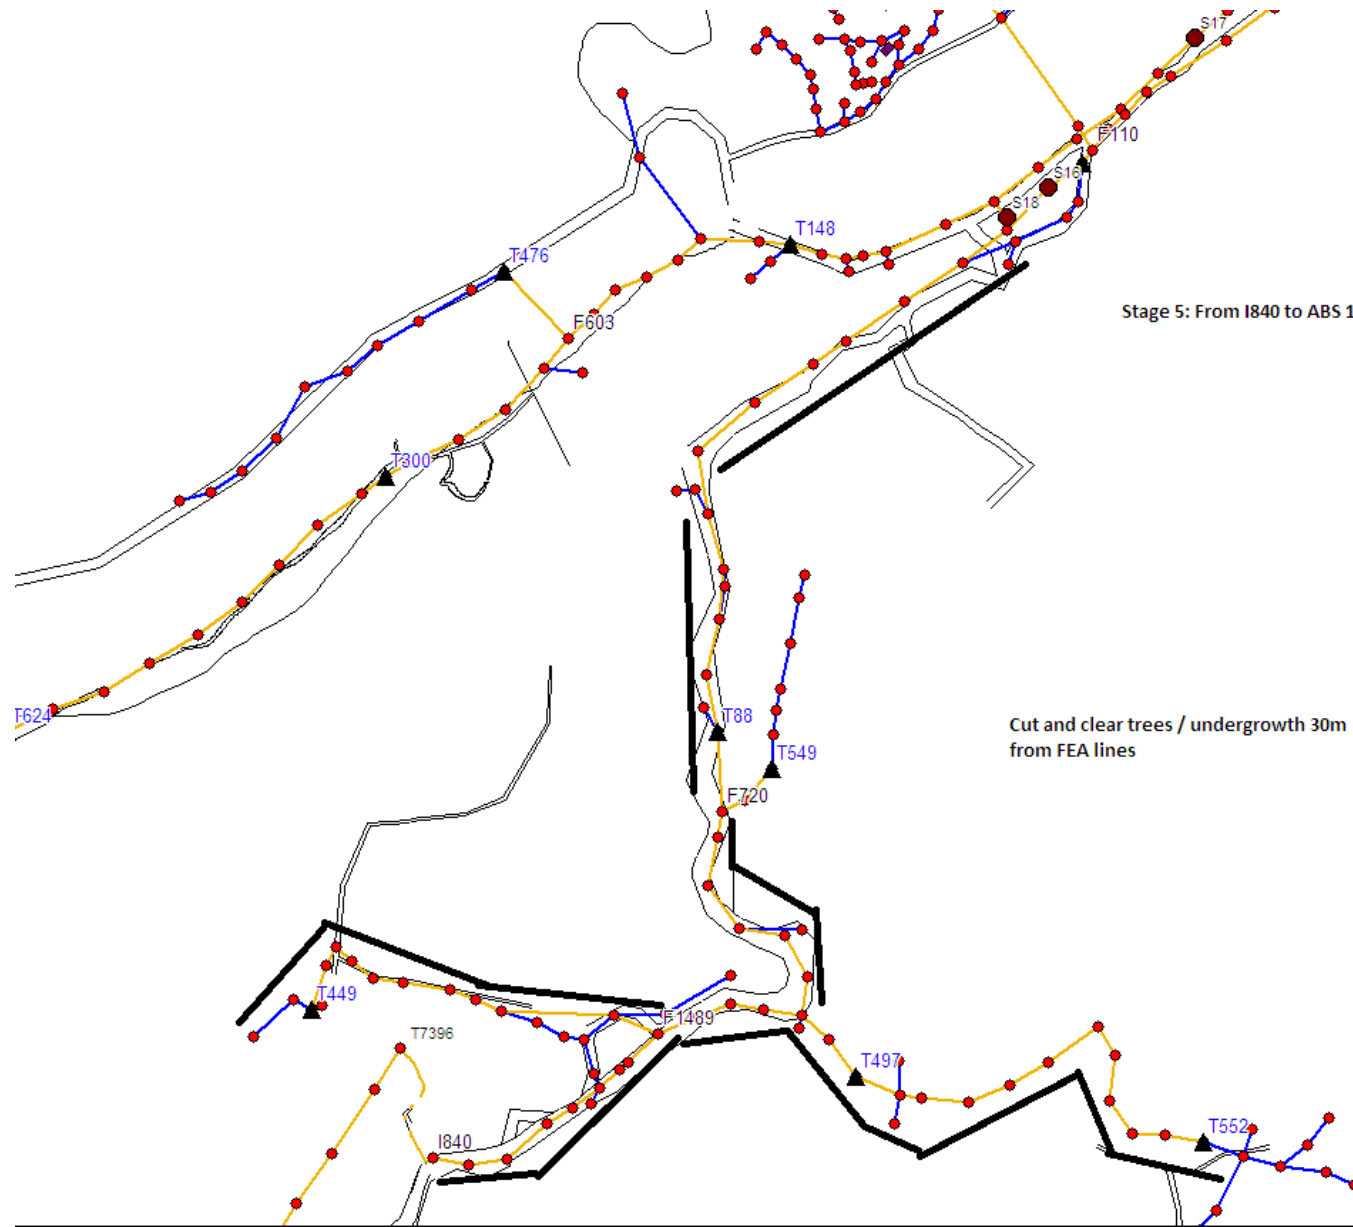 S17
F110
S16
S18
T148
T476
Stage 5: From I840 to ABS 1
F603
T300
T624
T88
Cut and clear trees / undergrowth 30m
from FEA lines
T549
F720
T449
F1489
T7396
T497
I840
T552